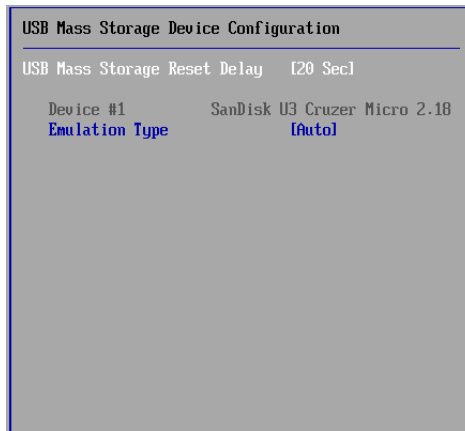 USB Mass Storage Device Configuration
USB Mass Storage Reset Delay [20 Sec]
Device #1 SanDisk U3 Cruzer Micro 2.18
Emulation Type [Auto]